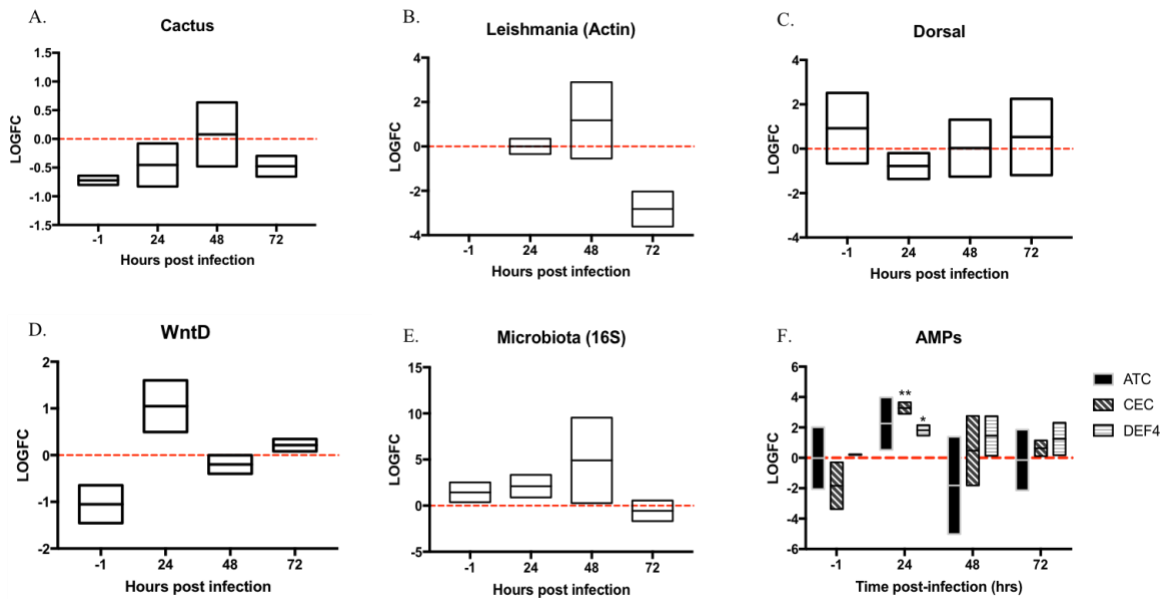 A.
Cactus
LOGFC
1.5
1.0
0.5
0.0
-0.5
-1.0
-1.5
-1 24 48 72
Hours post infection
B.
Leishmania (Actin)
LOGFC
4
2
0
-2
-4
-1 24 48 72
Hours post infection
C.
Dorsal
LOGFC
4
2
0
-2
-4
-1 24 48 72
Hours post infection
D.
WntD
LOGFC
2
1
0
-1
-2
-1 24 48 72
Hours post infection
E.
Microbiota (16S)
LOGFC
15
10
5
0
-5
-1 24 48 72
Hours post infection
F.
AMPs
LOGFC
6
4
2
0
-2
-4
-6
**
*
-1 24 48 72
Time post-infection (hrs)
ATC
CEC
DEF4